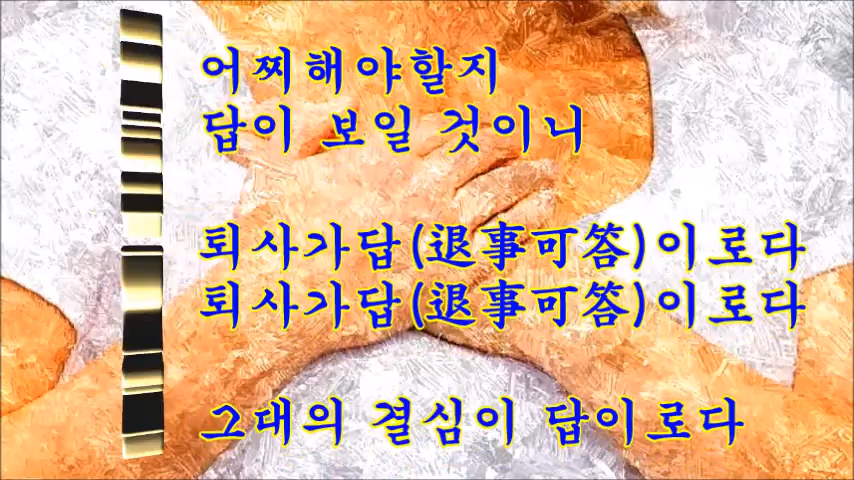 어찌해야할지
답이 보일 것이니
퇴사가답(退事可答)이로다
퇴사가답(退事可答)이로다
그대의 결심이 답이로다